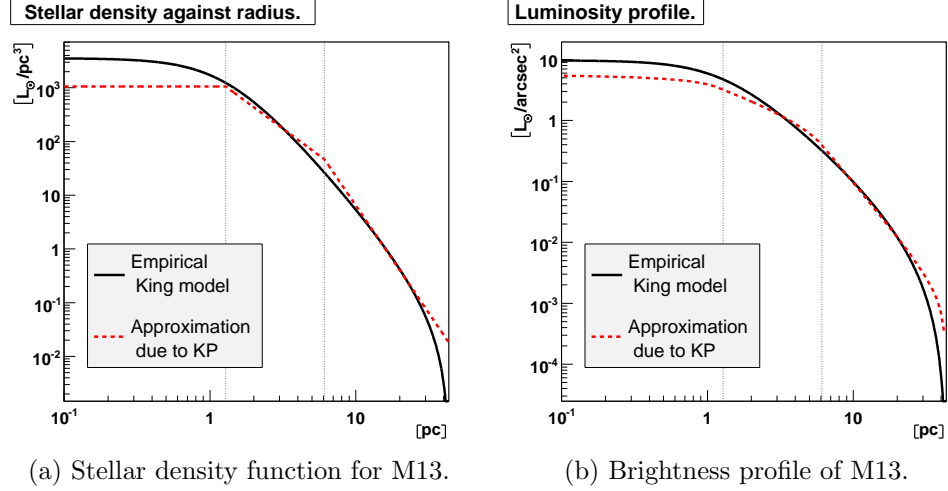 Stellar density against radius.
[L⊙/pc³]
10³
10²
10
1
10⁻¹
10⁻²
Empirical
King model
Approximation
due to KP
10⁻¹
1
10
[pc]
(a) Stellar density function for M13.
Luminosity profile.
[L⊙/arcsec²]
10
1
10⁻¹
10⁻²
10⁻³
10⁻⁴
Empirical
King model
Approximation
due to KP
10⁻¹
1
10
[pc]
(b) Brightness profile of M13.